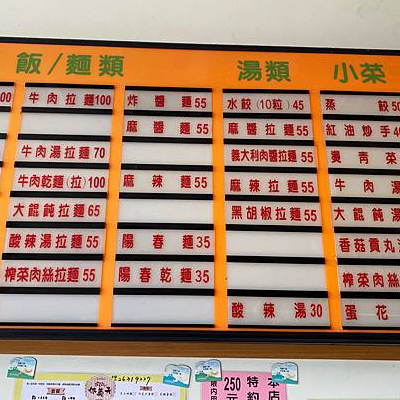 飯/麵類
湯類
小菜
00
牛肉拉麵100
牛肉湯拉麵70
牛肉乾麵(拉)100
大餛飩拉麵65
酸辣湯拉麵55
榨菜肉絲拉麵55
炸醬麵55
麻醬麵55
麻辣麵55
陽春麵35
陽春乾麵35
水餃(10粒)45
麻醬拉麵55
義大利肉醬拉麵55
麻辣拉麵55
黑胡椒拉麵55
酸辣湯30
蒸餃50
紅油炒手4
燙青菜
牛肉湯
大餛飩湯
香菇貢丸
榨菜肉絲
蛋花
250
元
特
約
本
店